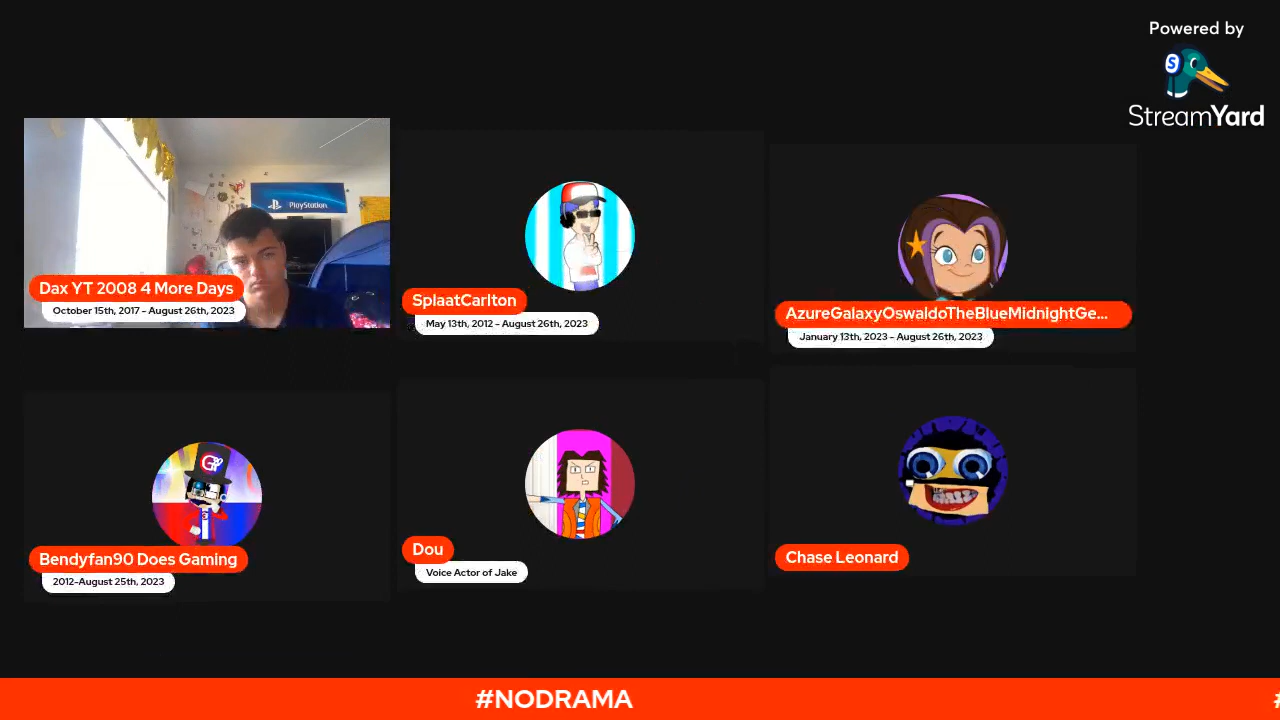 Powered by
S
StreamYard
PlayStation
Dax YT 2008 4 More Days
October 15th, 2017 - August 26th, 2023
SplaatCarlton
May 13th, 2012 - August 26th, 2023
AzureGalaxyOswaldoTheBlueMidnightGe...
January 13th, 2023 - August 26th, 2023
Bendyfan90 Does Gaming
2012-August 25th, 2023
Dou
Voice Actor of Jake
Chase Leonard
#NODRAMA